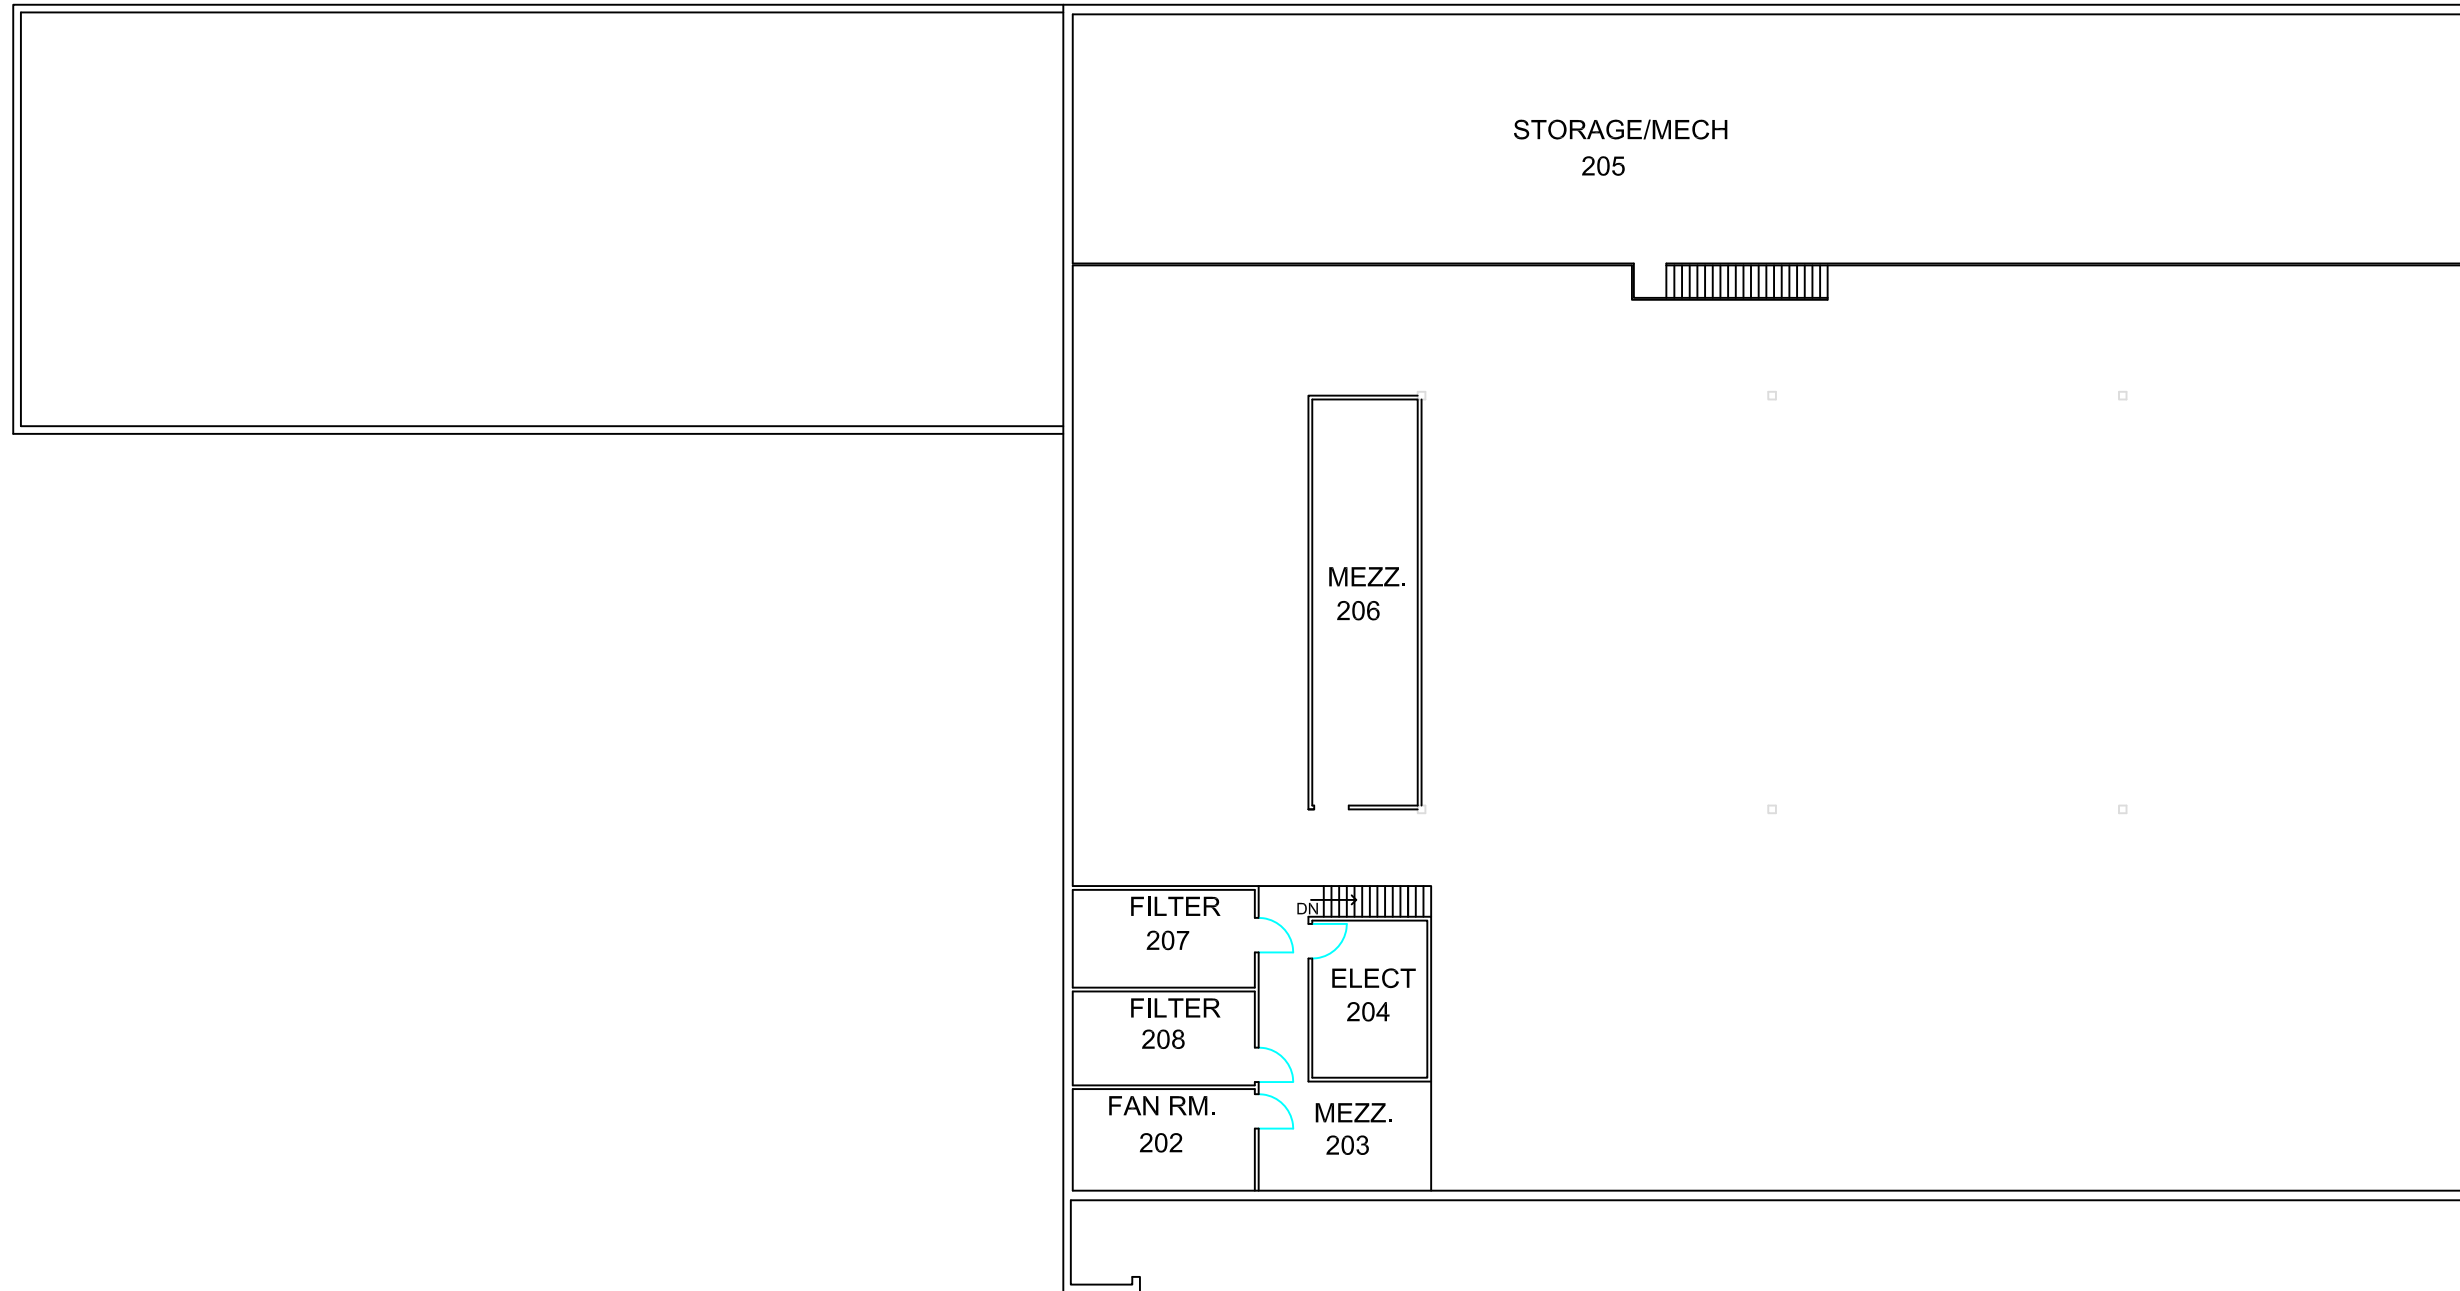 STORAGE/MECH
205
MEZZ.
206
FILTER
207
DN
ELECT
204
FILTER
208
FAN RM.
202
MEZZ.
203